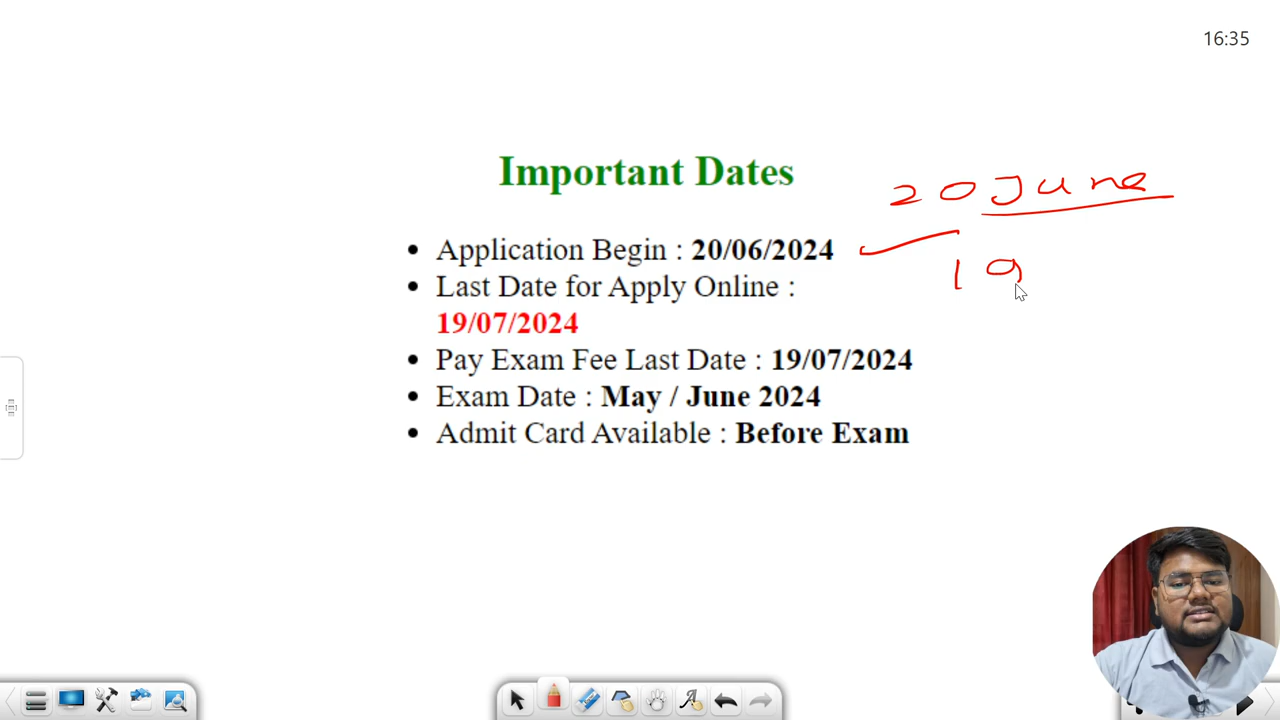 16:35
Important Dates
20 June
• Application Begin : 20/06/2024
19
• Last Date for Apply Online :
19/07/2024
• Pay Exam Fee Last Date : 19/07/2024
• Exam Date : May / June 2024
• Admit Card Available : Before Exam